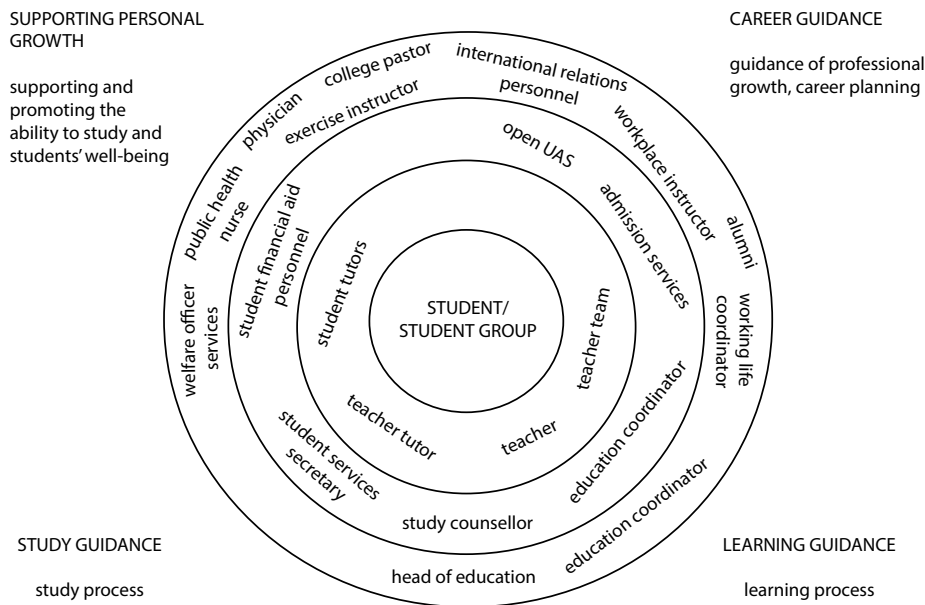 SUPPORTING PERSONAL
GROWTH
supporting and
promoting the
ability to study and
students' well-being
CAREER GUIDANCE
guidance of professional
growth, career planning
college pastor
international relations
personnel
physician
exercise instructor
workplace instructor
open UAS
public health
nurse
student financial aid
personnel
admission services
alumni
student tutors
welfare officer
services
STUDENT/
STUDENT GROUP
teacher team
working life
coordinator
teacher tutor
teacher
education coordinator
student services
secretary
study counsellor
education coordinator
head of education
STUDY GUIDANCE
study process
LEARNING GUIDANCE
learning process